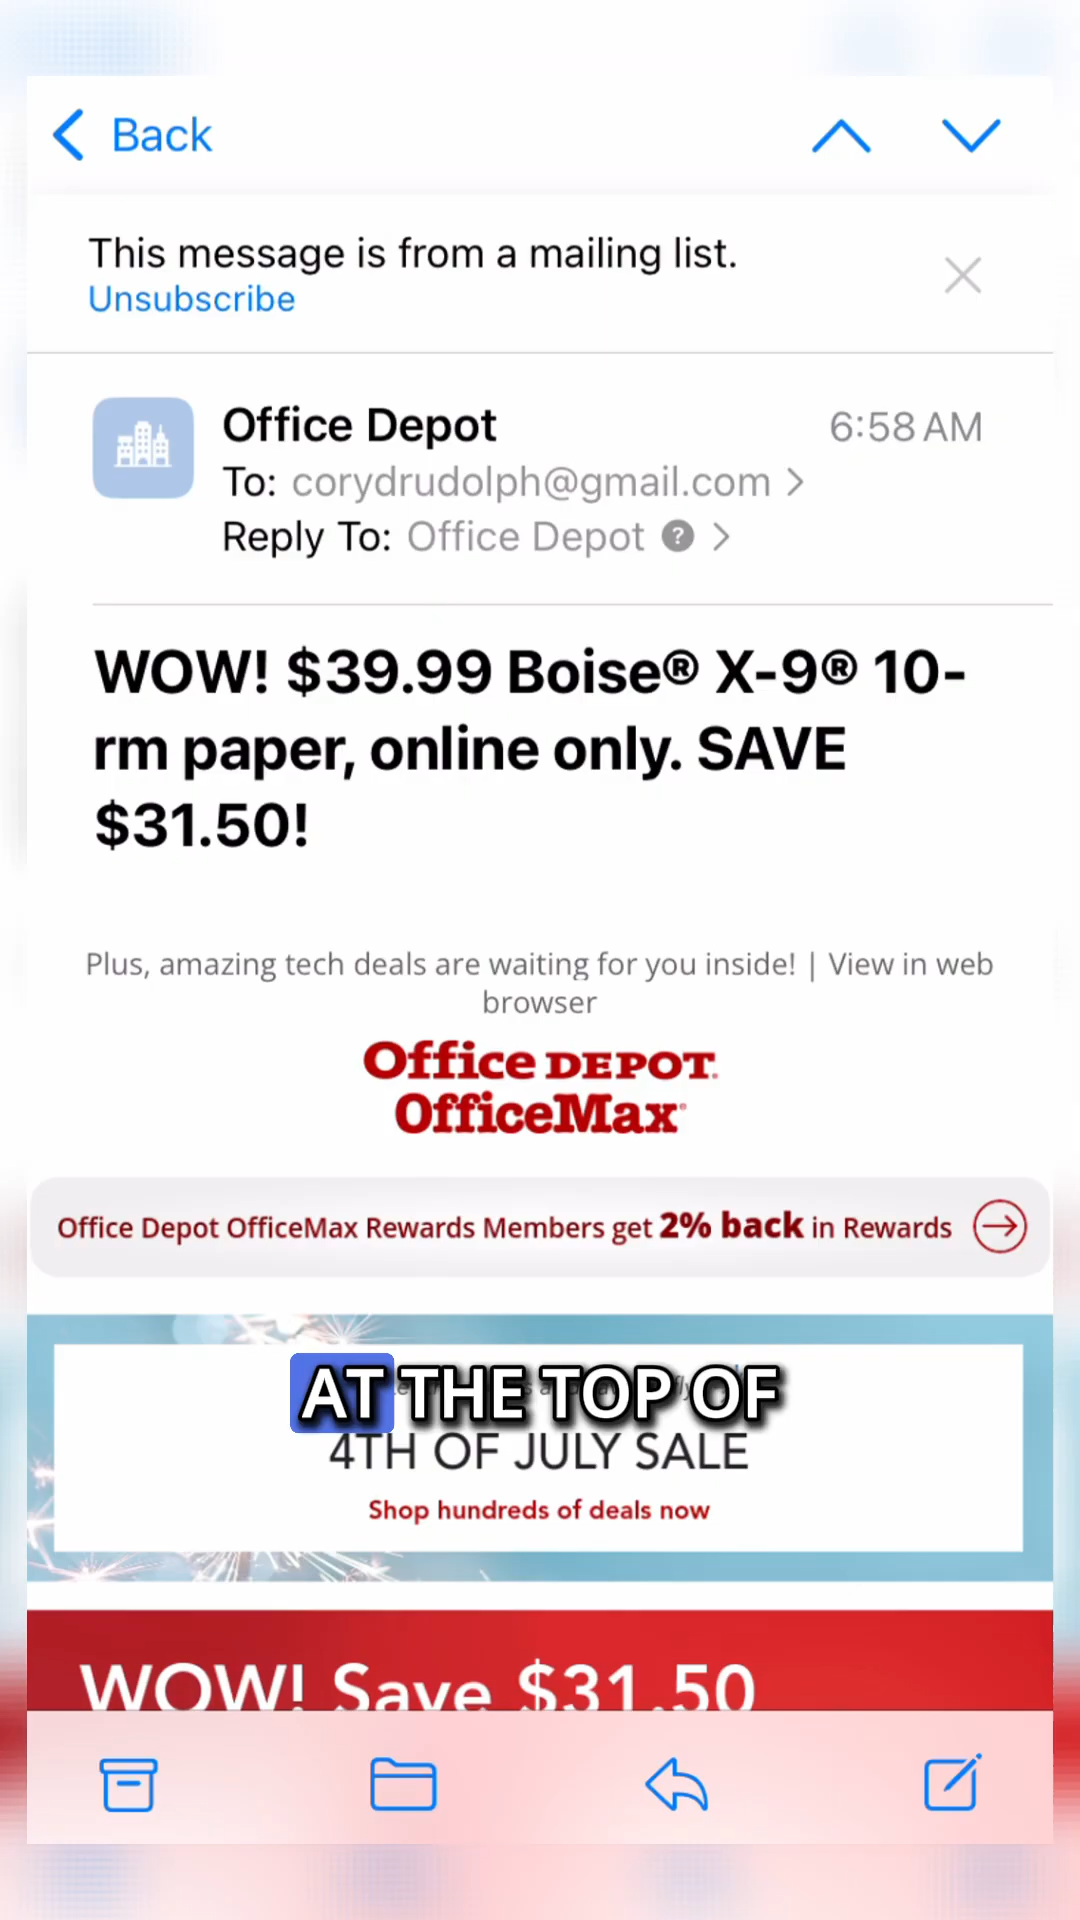 Back
This message is from a mailing list.
Unsubscribe
Office Depot
6:58 AM
To: corydrudolph@gmail.com
Reply To: Office Depot ?
WOW! $39.99 Boise® X-9® 10-
rm paper, online only. SAVE
$31.50!
Plus, amazing tech deals are waiting for you inside! | View in web
browser
Office DEPOT.
OfficeMax®
Office Depot OfficeMax Rewards Members get 2% back in Rewards
AT THE TOP OF
4TH OF JULY SALE
Shop hundreds of deals now
WOW! Save $31.50